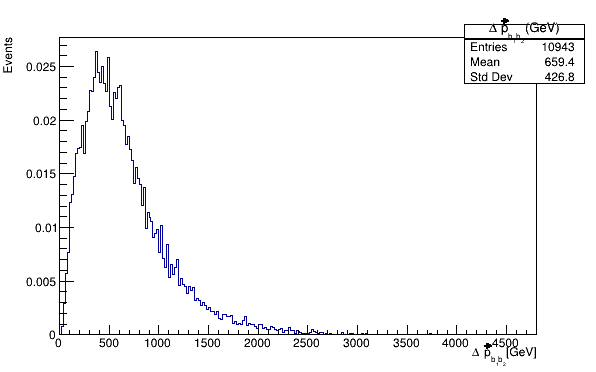 Δ p⃗ b₁b₂ (GeV)
Entries 10943
Mean 659.4
Std Dev 426.8
Events
0.025
0.02
0.015
0.01
0.005
0
0 500 1000 1500 2000 2500 3000 3500 4000 4500
Δ p⃗ b₁b₂ [GeV]